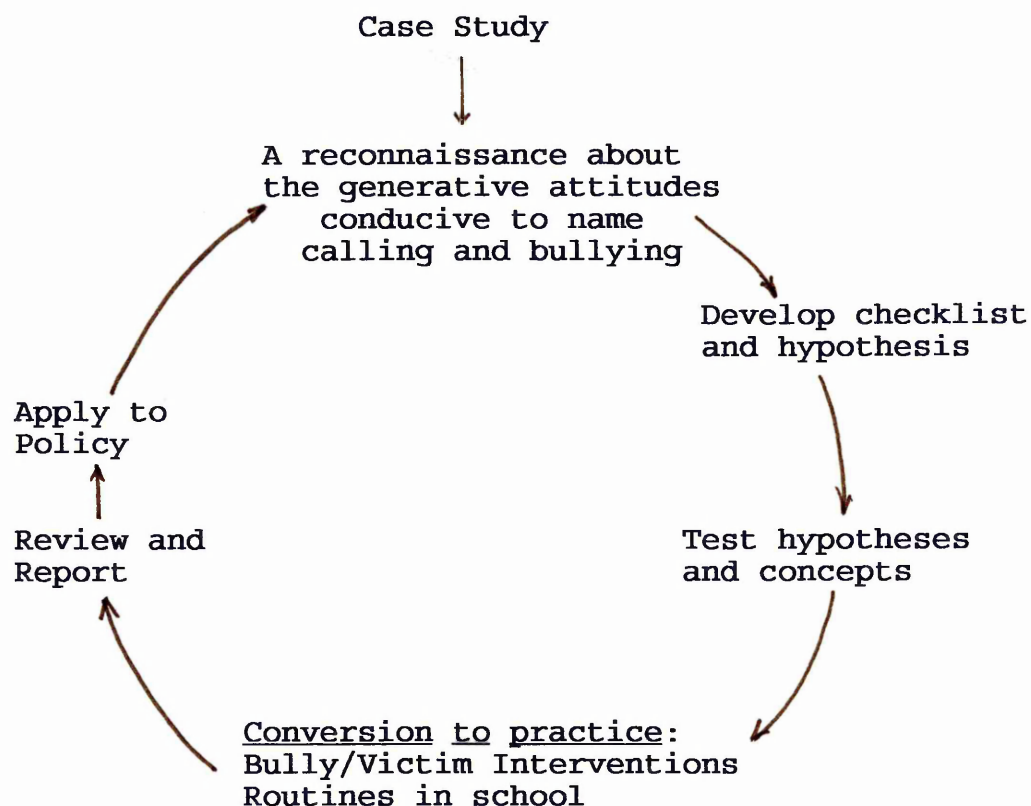 Case Study
A reconnaissance about
the generative attitudes
conducive to name
calling and bullying
Develop checklist
and hypothesis
Test hypotheses
and concepts
Conversion to practice:
Bully/Victim Interventions
Routines in school
Review and
Report
Apply to
Policy